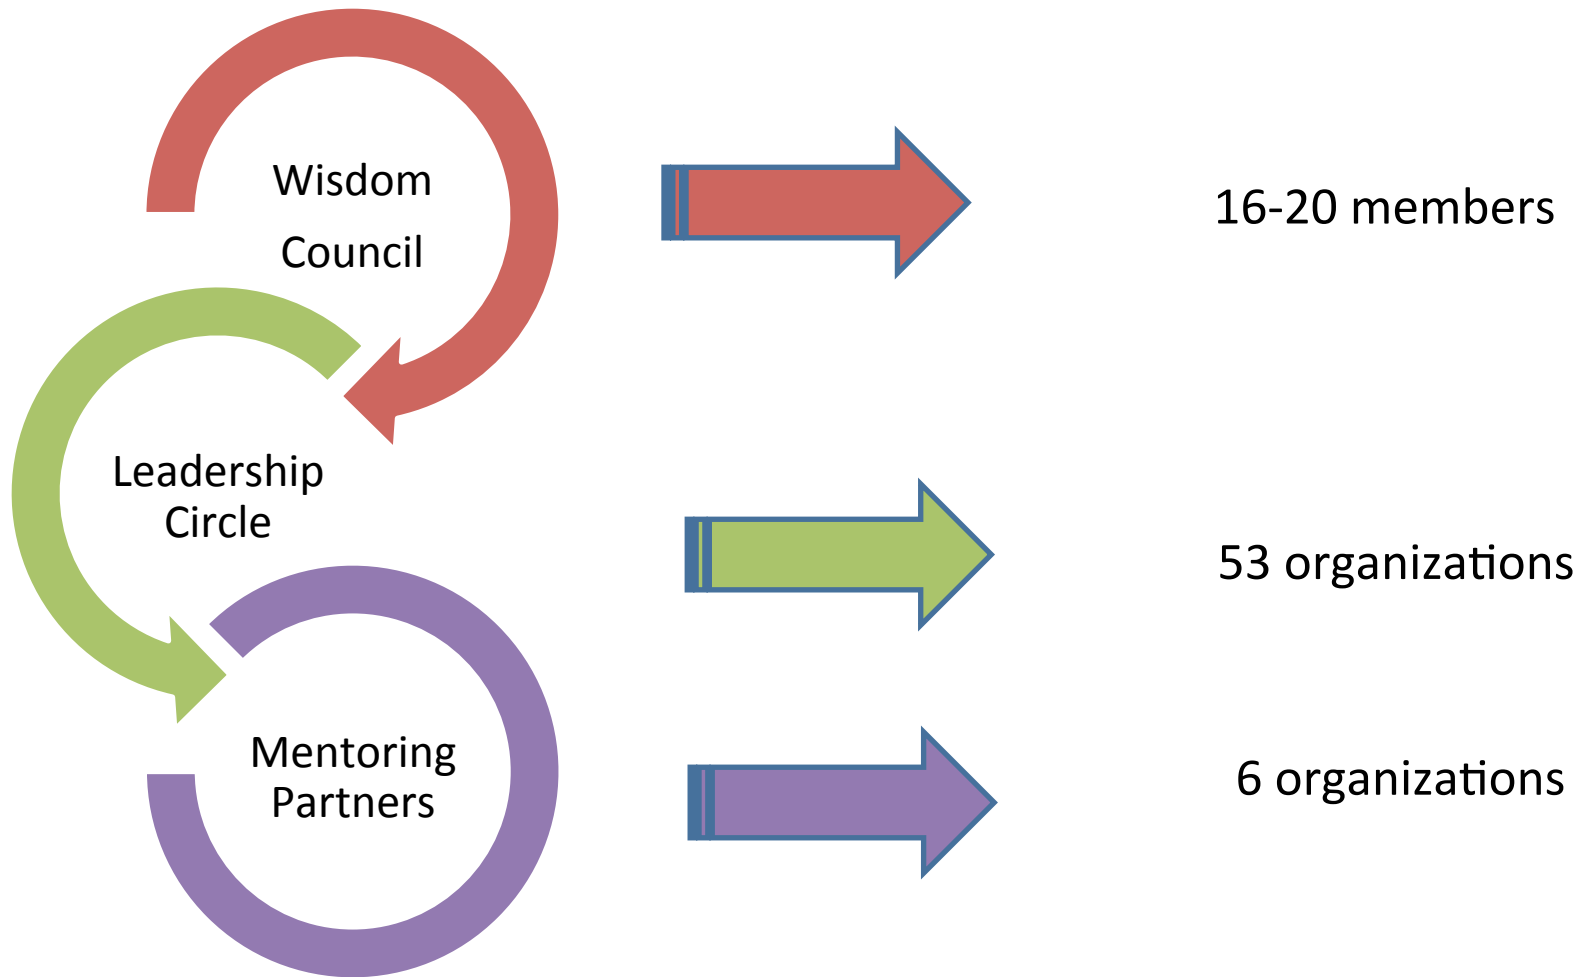 Wisdom
Council
16-20 members
Leadership
Circle
53 organizations
Mentoring
Partners
6 organizations